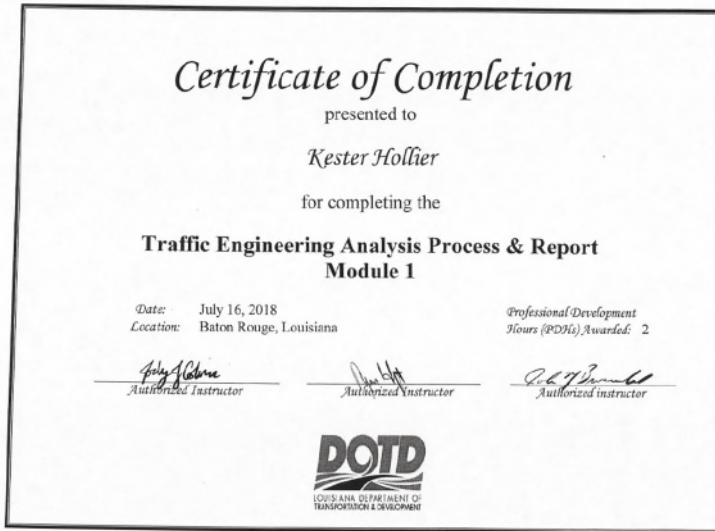 Certificate of Completion
presented to
Kester Hollier
for completing the
Traffic Engineering Analysis Process & Report
Module 1
Date: July 16, 2018
Location: Baton Rouge, Louisiana
Professional Development
Hours (PDHs) Awarded: 2
Authorized Instructor
Authorized Instructor
Authorized instructor
DOTD
LOUISIANA DEPARTMENT OF
TRANSPORTATION & DEVELOPMENT